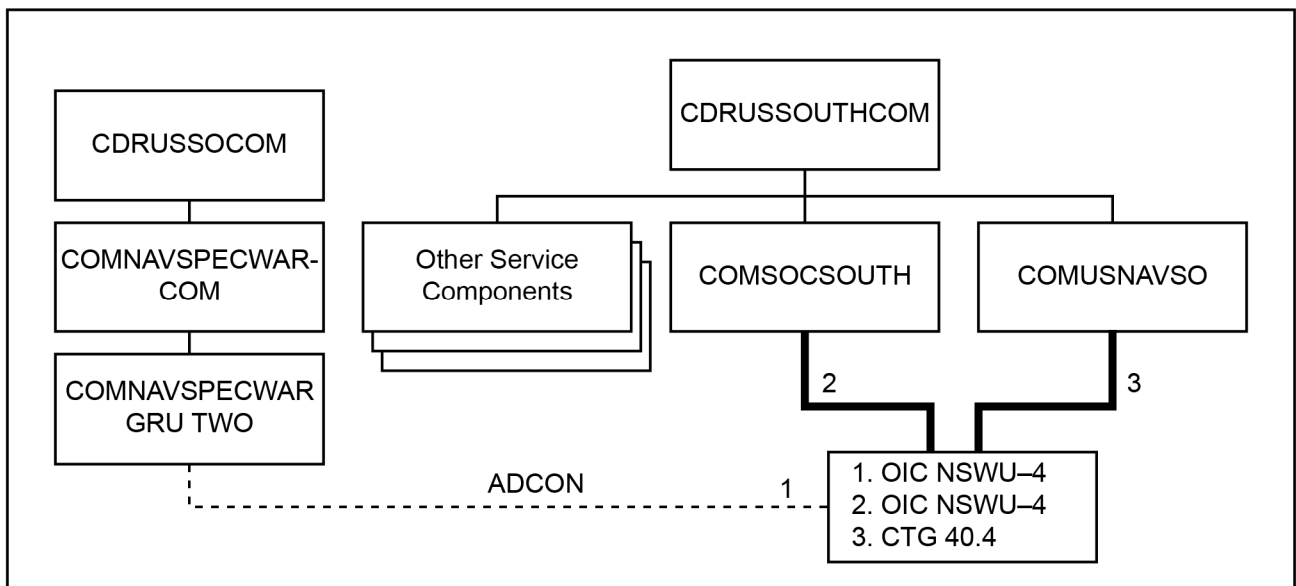 CDRUSSOCOM
COMNAVSPECWAR-
COM
COMNAVSPECWAR
GRU TWO
CDRUSSOUTHCOM
Other Service
Components
COMSOCSOUTH
COMUSNAVSO
2
3
ADCON
1
1. OIC NSWU–4
2. OIC NSWU–4
3. CTG 40.4